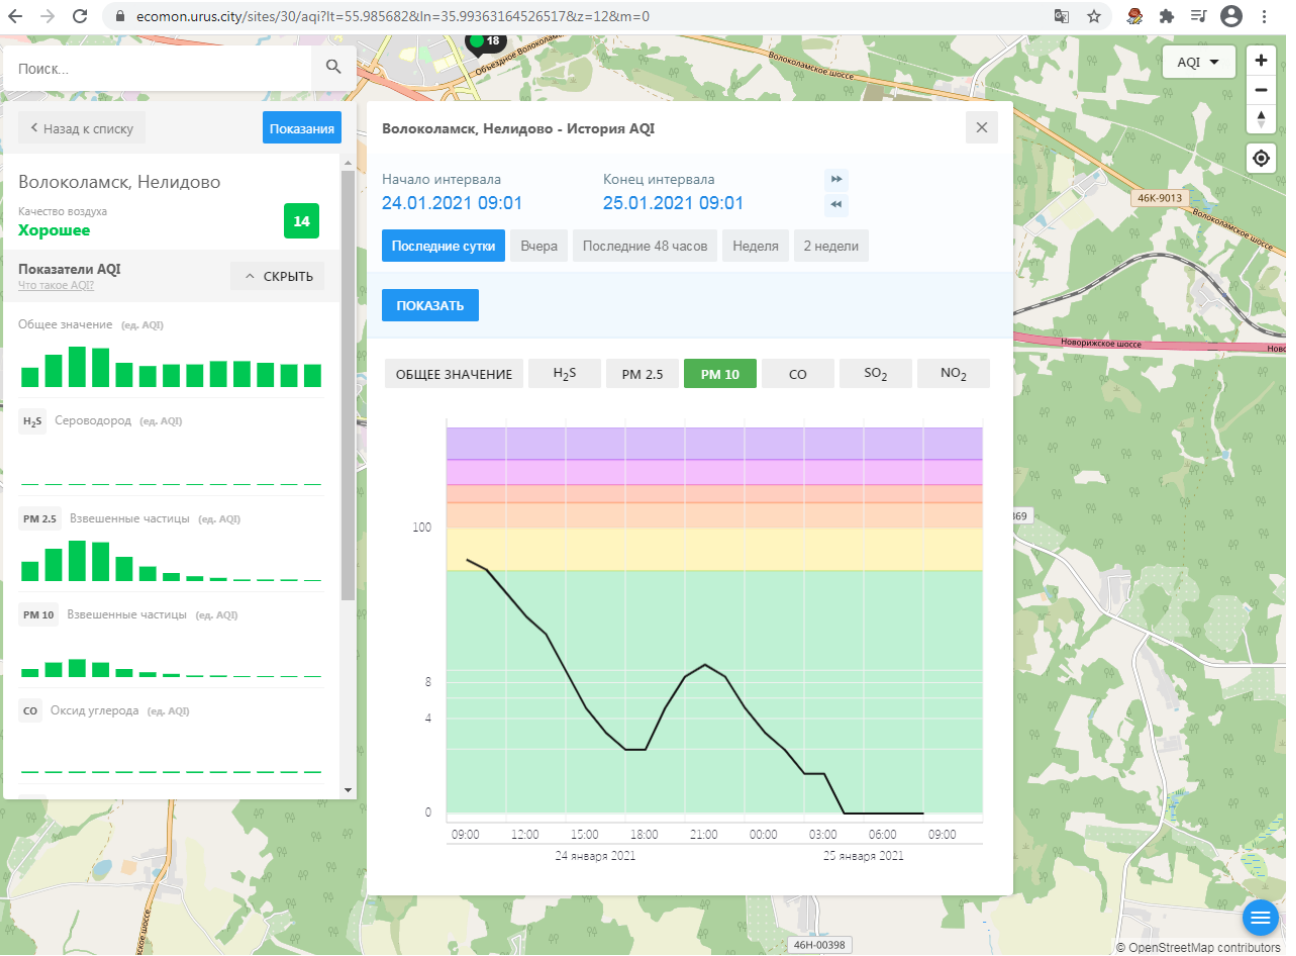 ecomon.urus.city/sites/30/aqi?lt=55.985682&ln=35.99363164526517&z=12&m=0
18
Объездное Волоколамск
Волоколамское шоссе
Поиск...
AQI
+
−
Назад к списку
Показания
Волоколамск, Нелидово - История AQI
Волоколамск, Нелидово
Качество воздуха
Хорошее
14
Начало интервала
Конец интервала
24.01.2021 09:01
25.01.2021 09:01
46К-9013
Волоколамское шоссе
Последние сутки
Вчера
Последние 48 часов
Неделя
2 недели
Показатели AQI
Что такое AQI?
СКРЫТЬ
ПОКАЗАТЬ
Общее значение (ед. AQI)
Новорижское шоссе
Ново
ОБЩЕЕ ЗНАЧЕНИЕ
H₂S
PM 2.5
PM 10
CO
SO₂
NO₂
H₂S Сероводород (ед. AQI)
PM 2.5 Взвешенные частицы (ед. AQI)
100
369
PM 10 Взвешенные частицы (ед. AQI)
8
CO Оксид углерода (ед. AQI)
4
0
09:00 12:00 15:00 18:00 21:00 00:00 03:00 06:00 09:00
24 января 2021
25 января 2021
46Н-00398
© OpenStreetMap contributors